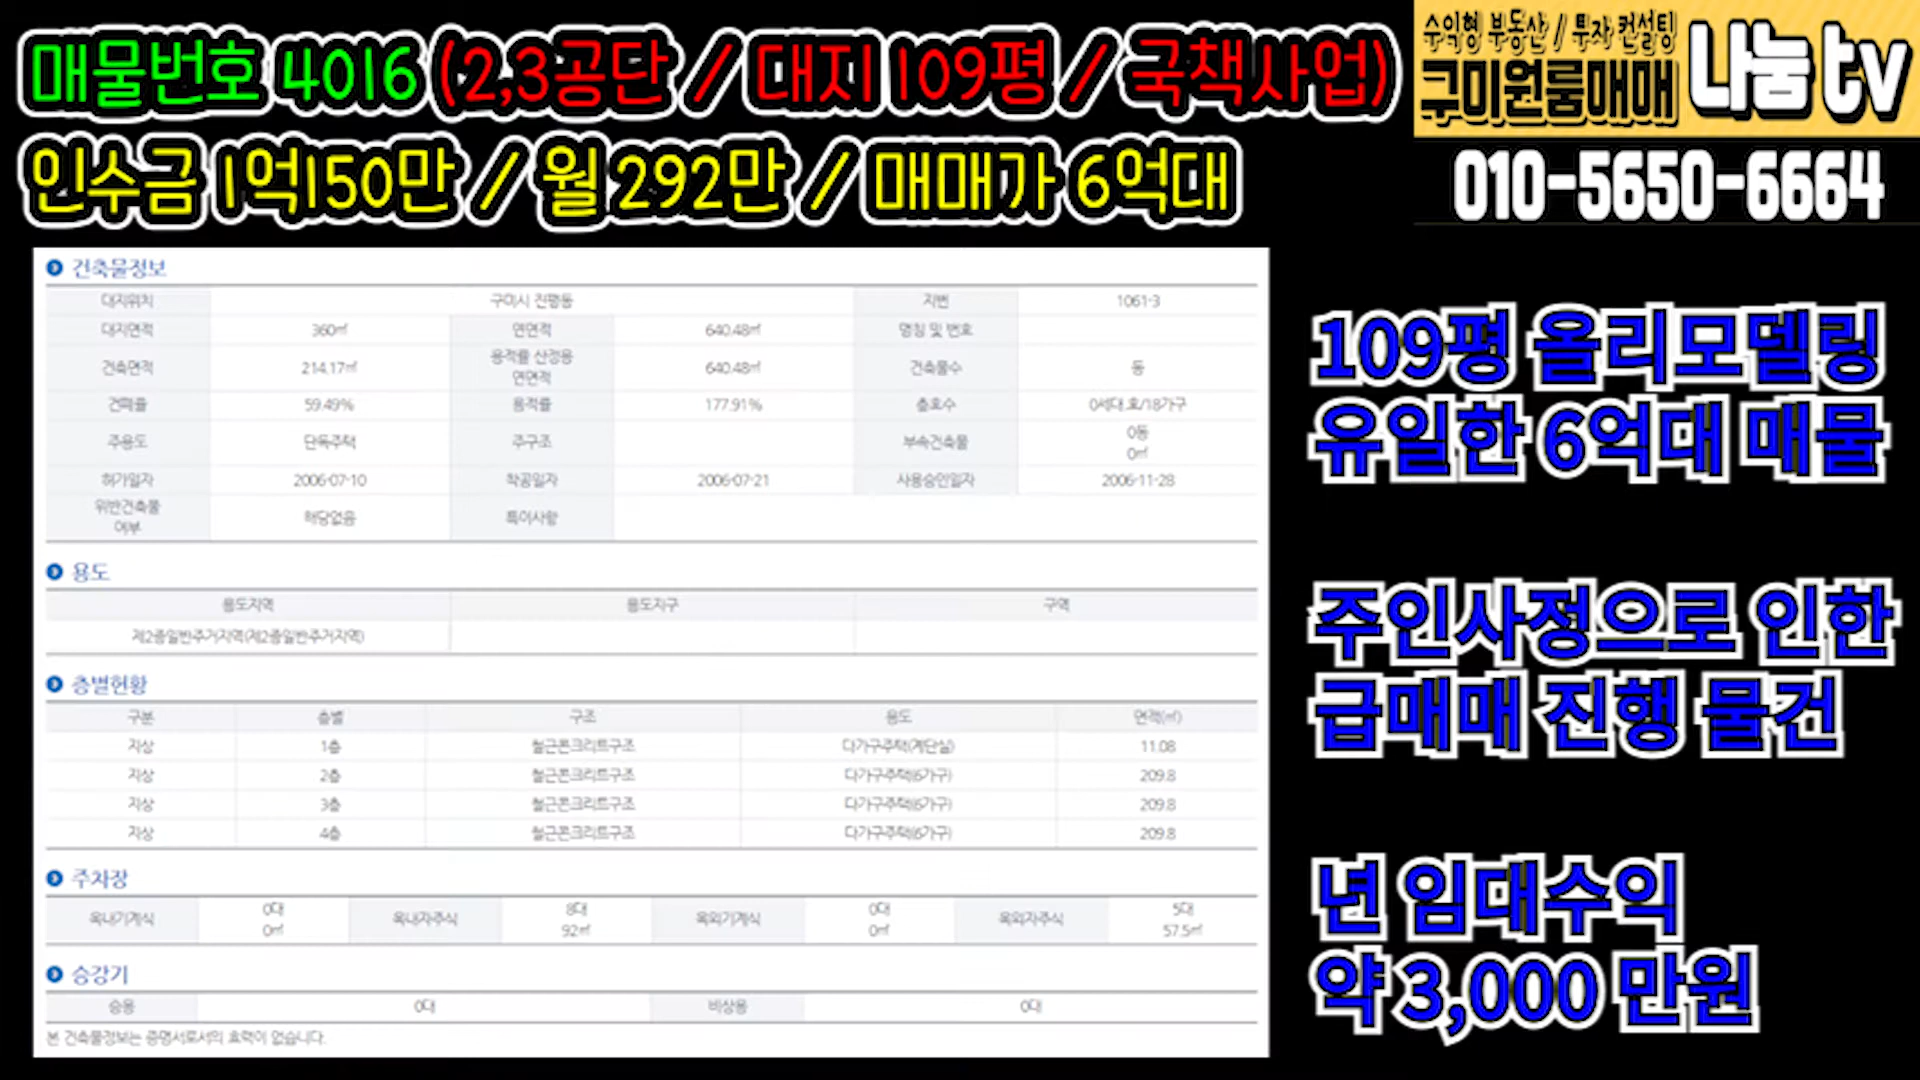 매물번호 4016 (2,3공단 / 대지 109평 / 국책사업)
인수금 1억150만 / 월 292만 / 매매가 6억대
수익형 부동산 / 투자 컨설팅
구미원룸매매 나눔 tv
010-5650-6664
건축물정보
대지위치 구미시 진평동 지번 1061-3
대지면적 360㎡ 연면적 640.48㎡ 명칭 및 번호
건축면적 214.17㎡ 용적률 산정용 연면적 640.48㎡ 건축물수 동
건폐율 59.49% 용적률 177.91% 총호수 0세대 호/18가구
주용도 단독주택 주구조 부속건축물 0동 0㎡
허가일자 2006-07-10 착공일자 2006-07-21 사용승인일자 2006-11-28
위반건축물 여부 해당없음 특이사항
용도
용도지역 용도지구 구역
제2종일반주거지역(제2종일반주거지역)
층별현황
구분 층별 구조 용도 면적(㎡)
지상 1층 철근콘크리트구조 다가구주택(계단실) 11.08
지상 2층 철근콘크리트구조 다가구주택(6가구) 209.8
지상 3층 철근콘크리트구조 다가구주택(6가구) 209.8
지상 4층 철근콘크리트구조 다가구주택(6가구) 209.8
주차장
옥내기계식 0대 0㎡ 옥내자주식 8대 92㎡ 옥외기계식 0대 0㎡ 옥외자주식 5대 57.5㎡
승강기
승용 0대 비상용 0대
본 건축물정보는 증명서로서의 효력이 없습니다.
109평 올리모델링
유일한 6억대 매물
주인사정으로 인한
급매매 진행 물건
년 임대수익
약 3,000 만원